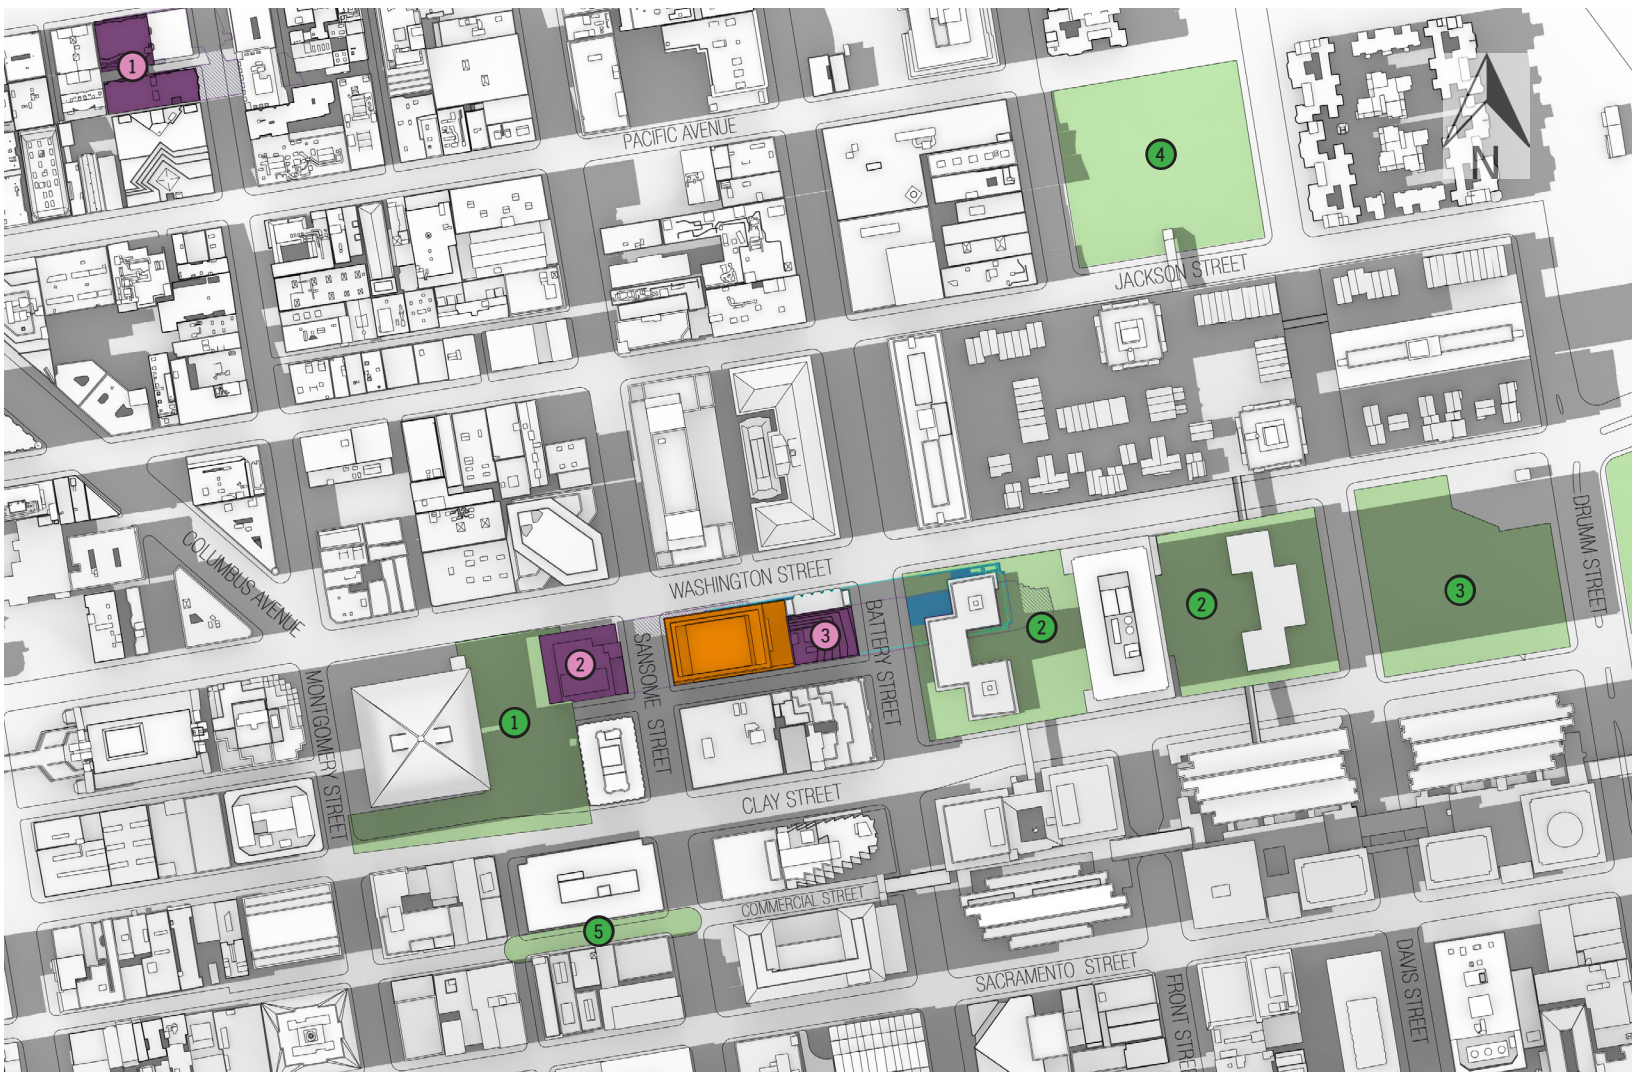 1
PACIFIC AVENUE
4
N
JACKSON STREET
COLUMBUS AVENUE
WASHINGTON STREET
DRUMM STREET
2
3
2
3
2
SANSOME STREET
BATTERY STREET
MONTGOMERY STREET
1
CLAY STREET
COMMERCIAL STREET
5
SACRAMENTO STREET
DAVIS STREET
FRONT STRE